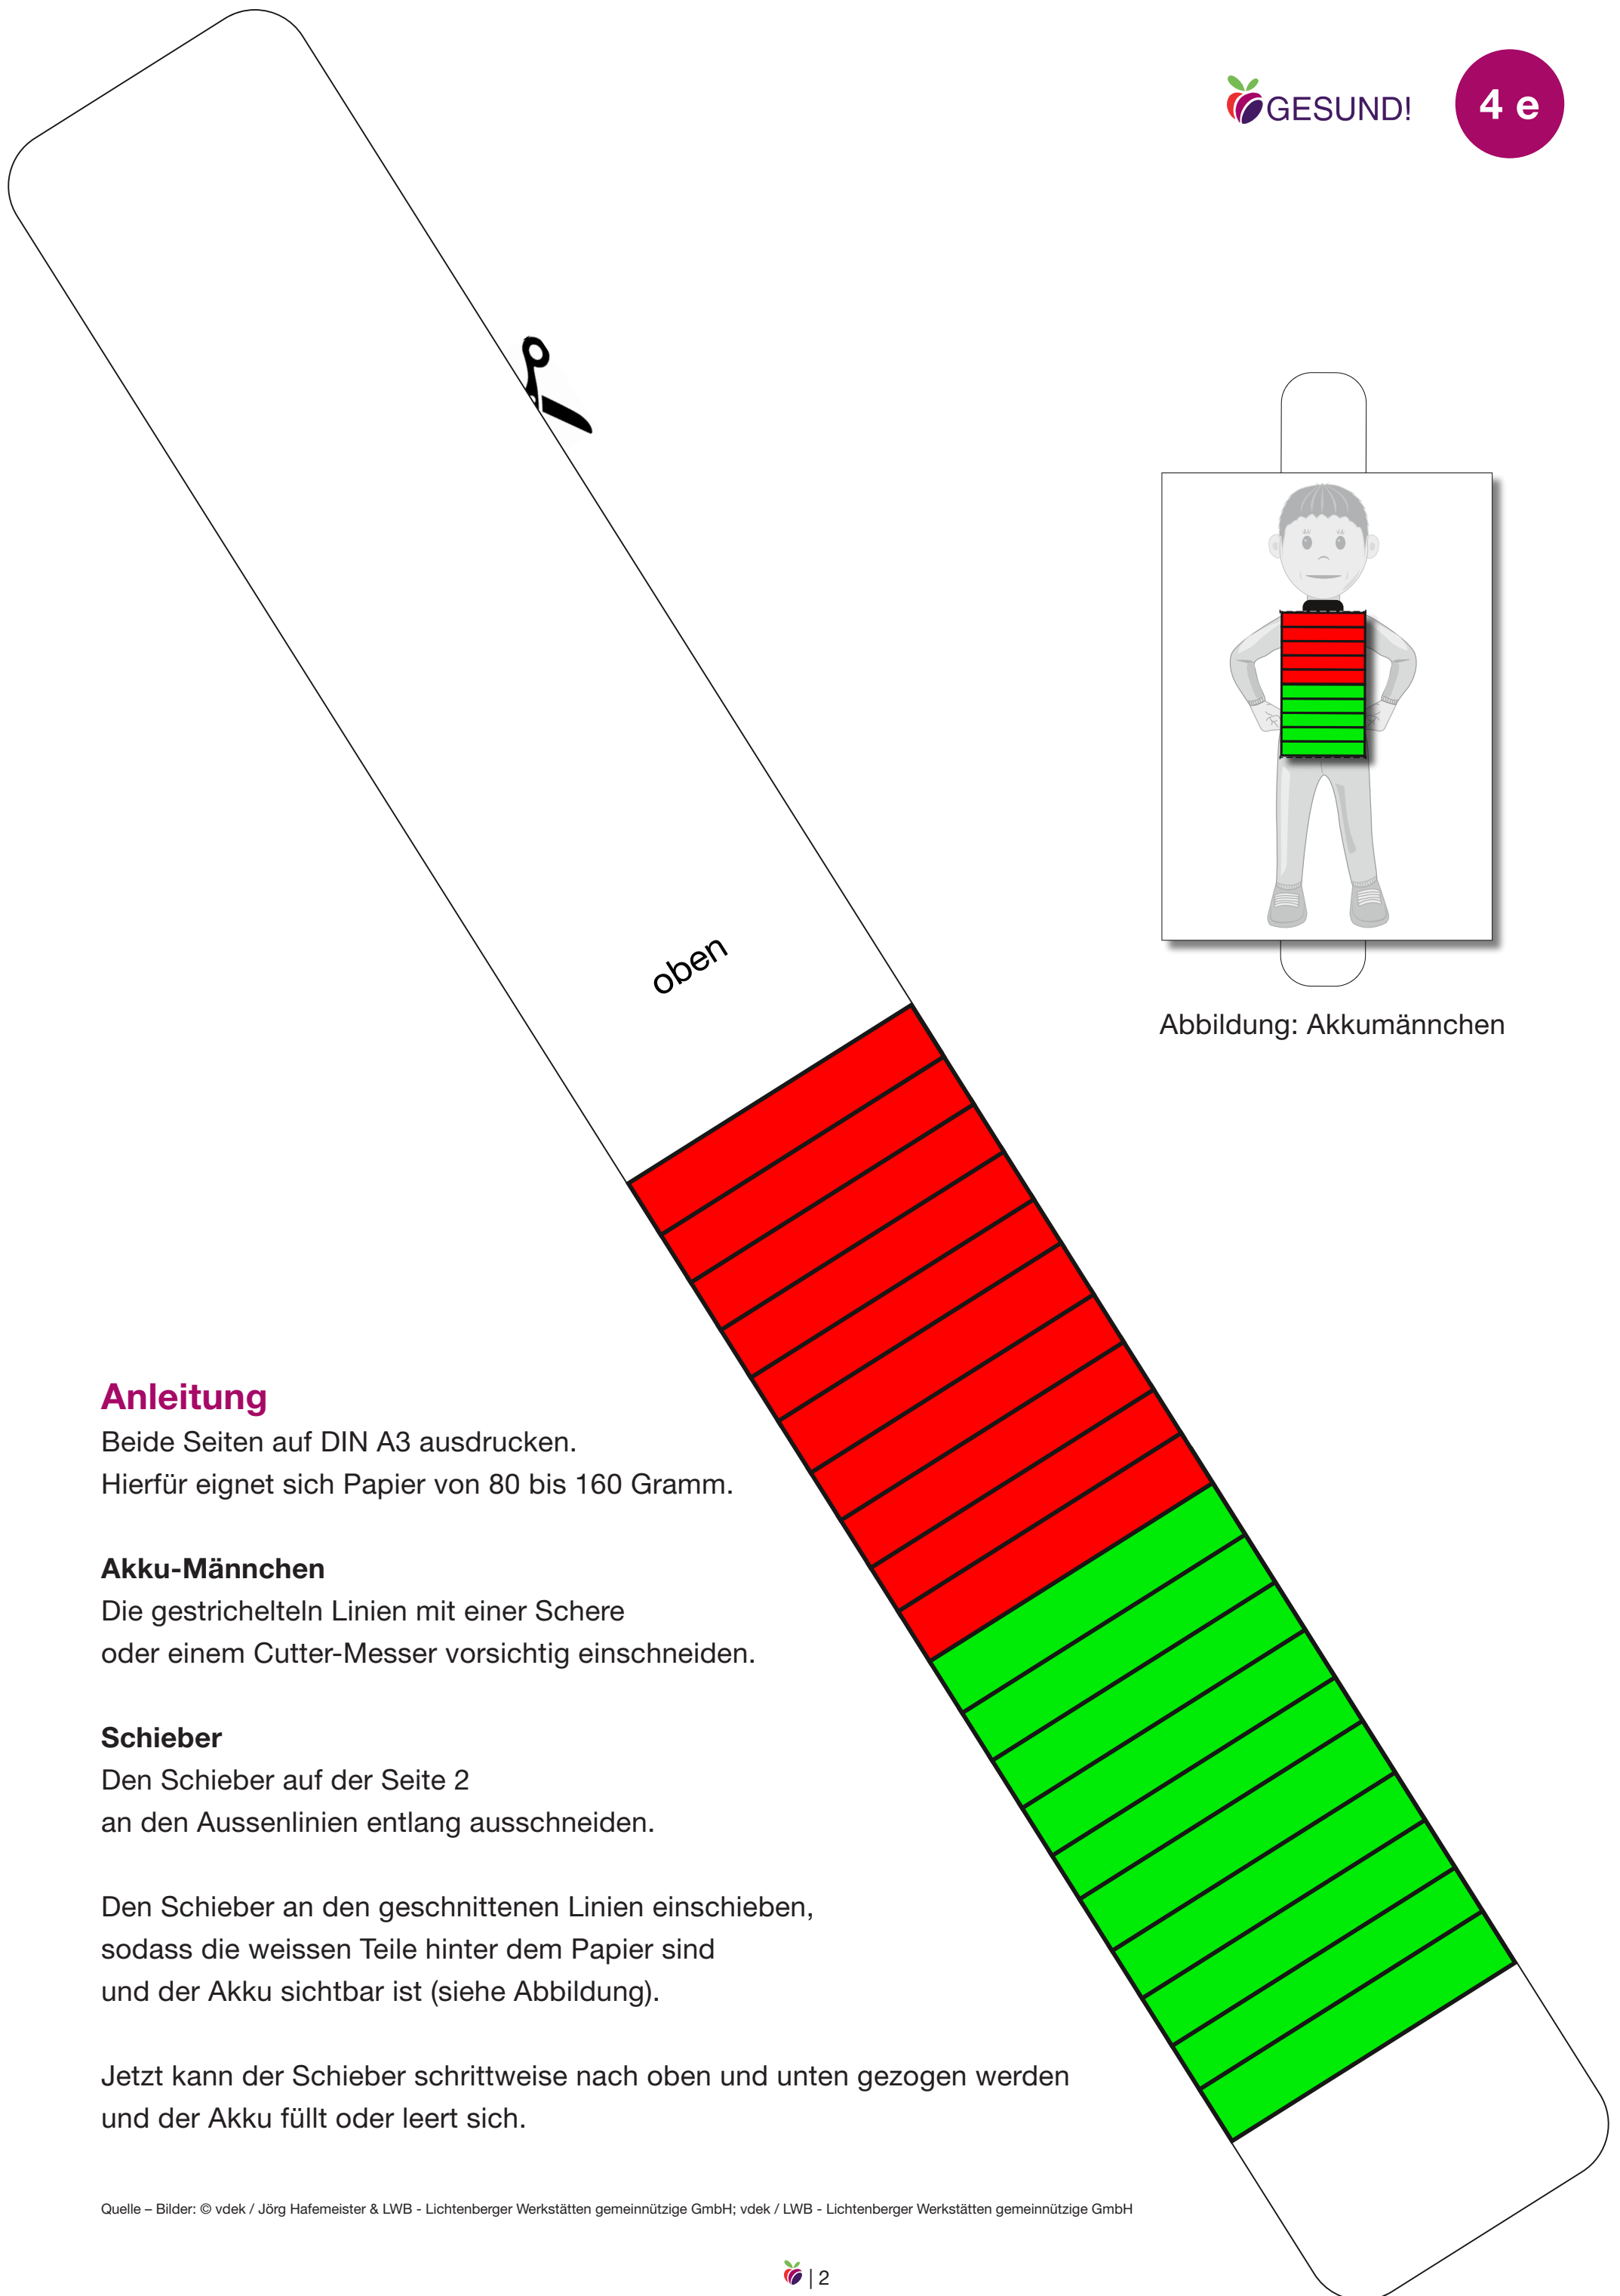 GESUND!
4 e
oben
Abbildung: Akkumännchen
Anleitung
Beide Seiten auf DIN A3 ausdrucken.
Hierfür eignet sich Papier von 80 bis 160 Gramm.
Akku-Männchen
Die gestrichelteln Linien mit einer Schere
oder einem Cutter-Messer vorsichtig einschneiden.
Schieber
Den Schieber auf der Seite 2
an den Aussenlinien entlang ausschneiden.
Den Schieber an den geschnittenen Linien einschieben,
sodass die weissen Teile hinter dem Papier sind
und der Akku sichtbar ist (siehe Abbildung).
Jetzt kann der Schieber schrittweise nach oben und unten gezogen werden
und der Akku füllt oder leert sich.
Quelle – Bilder: © vdek / Jörg Hafemeister & LWB - Lichtenberger Werkstätten gemeinnützige GmbH; vdek / LWB - Lichtenberger Werkstätten gemeinnützige GmbH
| 2